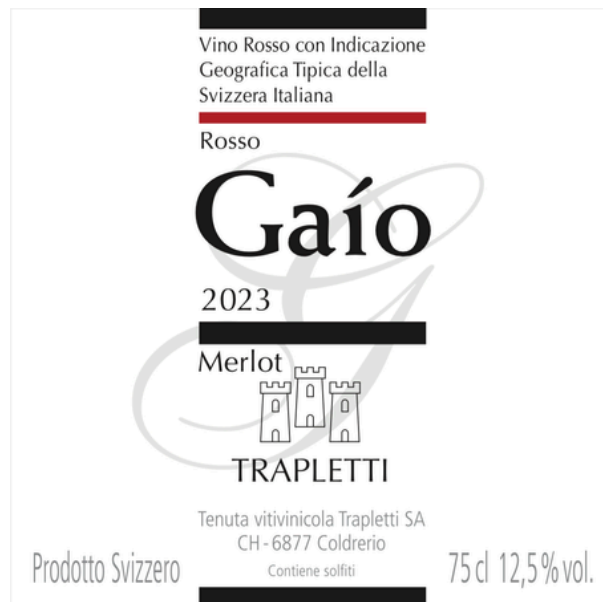 Vino Rosso con Indicazione
Geografica Tipica della
Svizzera Italiana
Rosso
Gaío
2023
Merlot
TRAPLETTI
Tenuta vitivinicola Trapletti SA
CH - 6877 Coldrerio
Prodotto Svizzero
Contiene solfiti
75 cl 12,5 % vol.